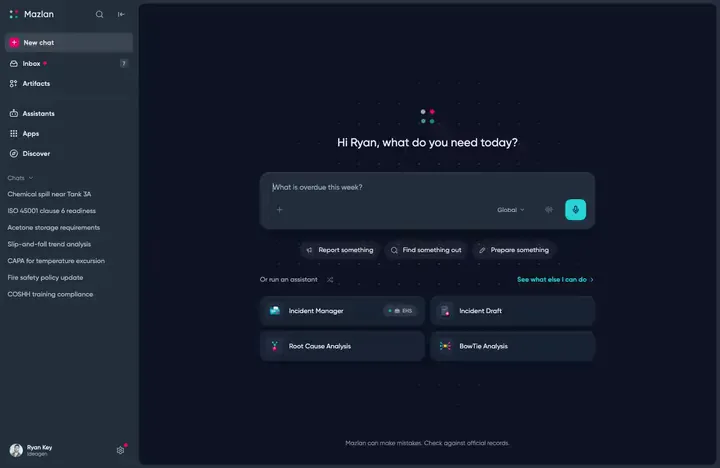 Mazlan
New chat
Inbox
7
Artifacts
Assistants
Apps
Discover
Chats
Chemical spill near Tank 3A
ISO 45001 clause 6 readiness
Acetone storage requirements
Slip-and-fall trend analysis
CAPA for temperature excursion
Fire safety policy update
COSHH training compliance
Ryan Key
Ideagen
Hi Ryan, what do you need today?
What is overdue this week?
Global
Report something
Find something out
Prepare something
Or run an assistant
See what else I can do
Incident Manager
EHS
Incident Draft
Root Cause Analysis
BowTie Analysis
Mazlan can make mistakes. Check against official records.